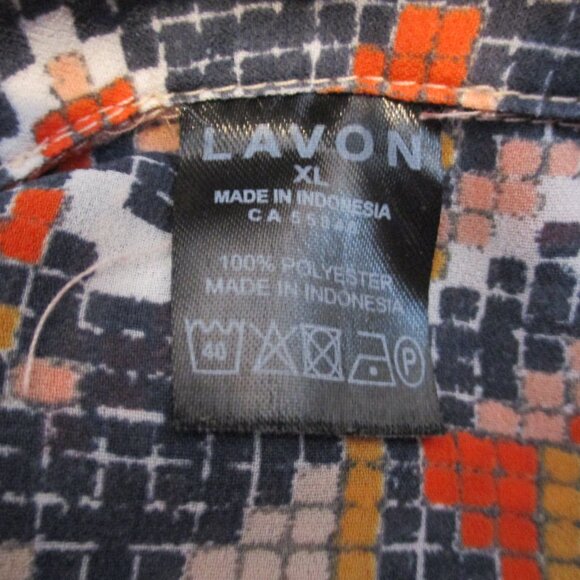 LAVON
XL
MADE IN INDONESIA
CA
100% POLYESTER
MADE IN INDONESIA
40
P